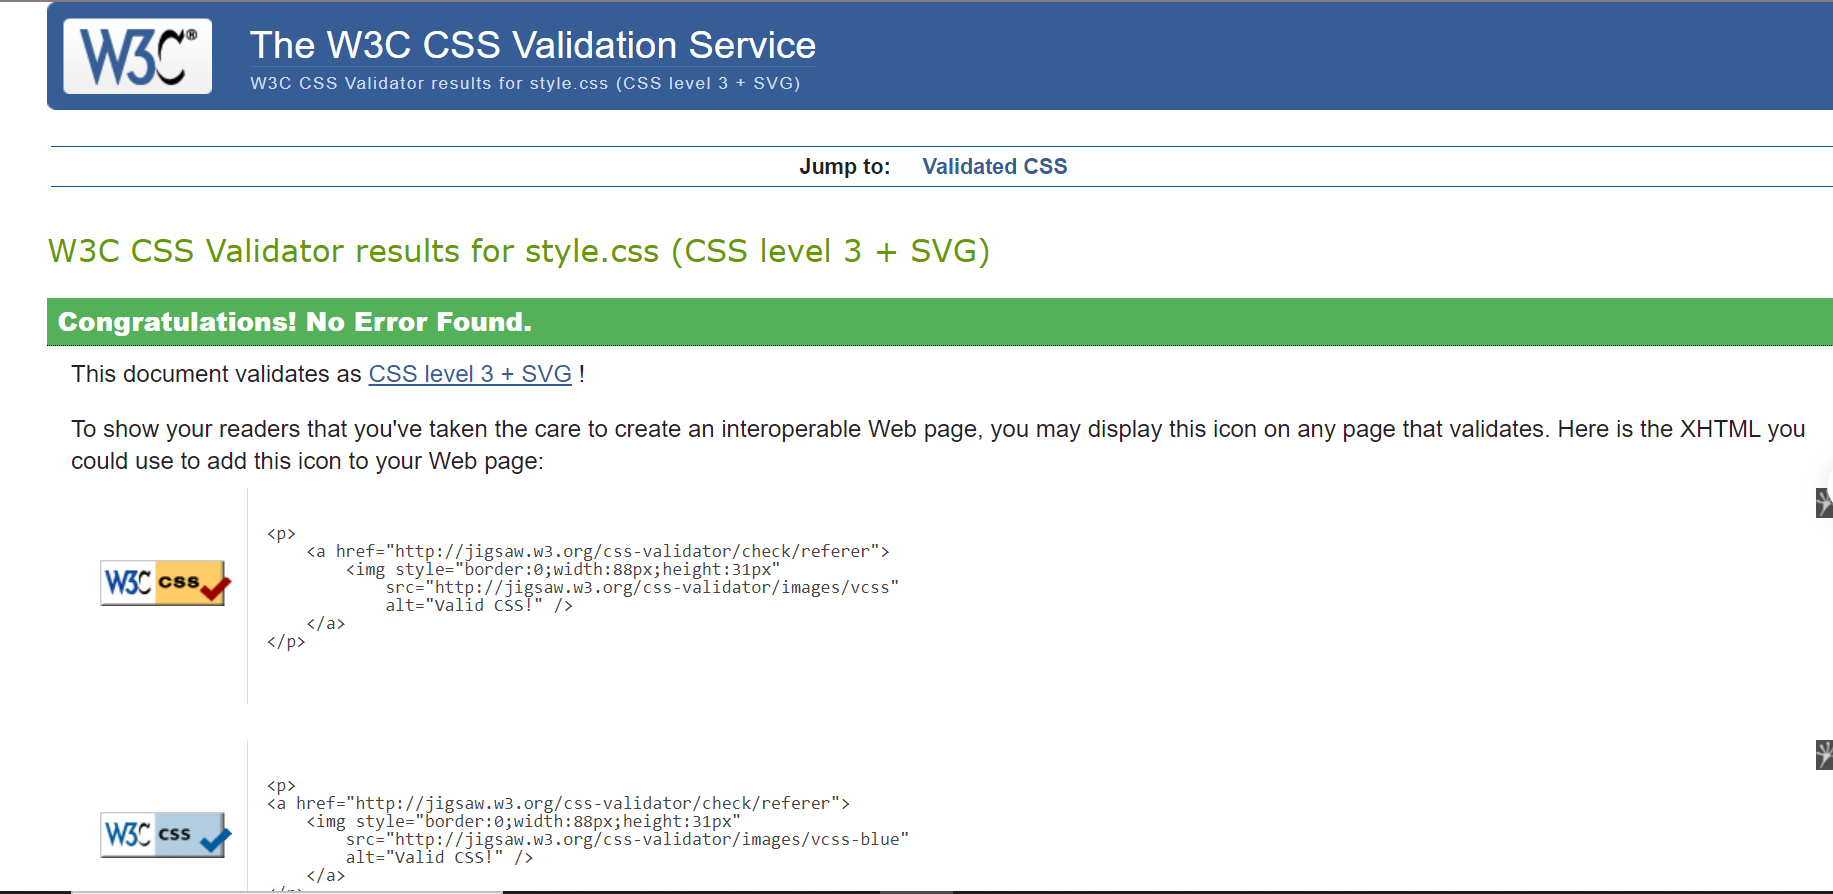 W3C®
The W3C CSS Validation Service
W3C CSS Validator results for style.css (CSS level 3 + SVG)
Jump to: Validated CSS
W3C CSS Validator results for style.css (CSS level 3 + SVG)
Congratulations! No Error Found.
This document validates as CSS level 3 + SVG !
To show your readers that you've taken the care to create an interoperable Web page, you may display this icon on any page that validates. Here is the XHTML you
could use to add this icon to your Web page:
W3C css
<p>
<a href="http://jigsaw.w3.org/css-validator/check/referer">
<img style="border:0;width:88px;height:31px"
src="http://jigsaw.w3.org/css-validator/images/vcss"
alt="Valid CSS!" />
</a>
</p>
W3C css
<p>
<a href="http://jigsaw.w3.org/css-validator/check/referer">
<img style="border:0;width:88px;height:31px"
src="http://jigsaw.w3.org/css-validator/images/vcss-blue"
alt="Valid CSS!" />
</a>